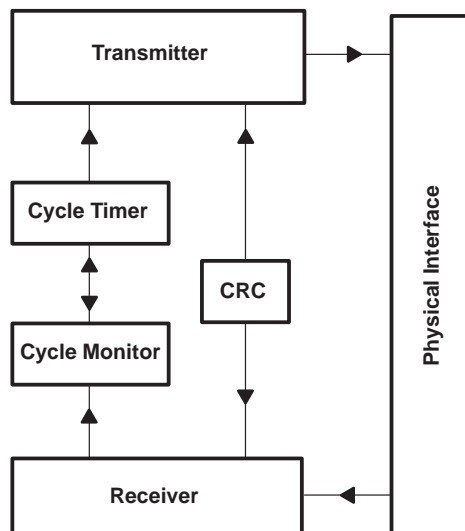 Transmitter
Cycle Timer
CRC
Physical Interface
Cycle Monitor
Receiver